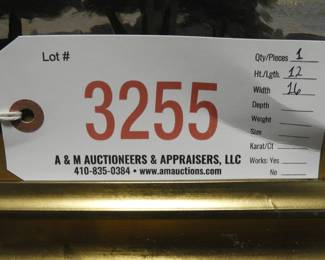 Lot #
3255
A & M AUCTIONEERS & APPRAISERS, LLC
410-835-0384 • www.amauctions.com
Qty/Pieces 1
Ht./Lgth. 12
Width 16
Depth
Weight
Size
Karat/Ct
Works: Yes
No